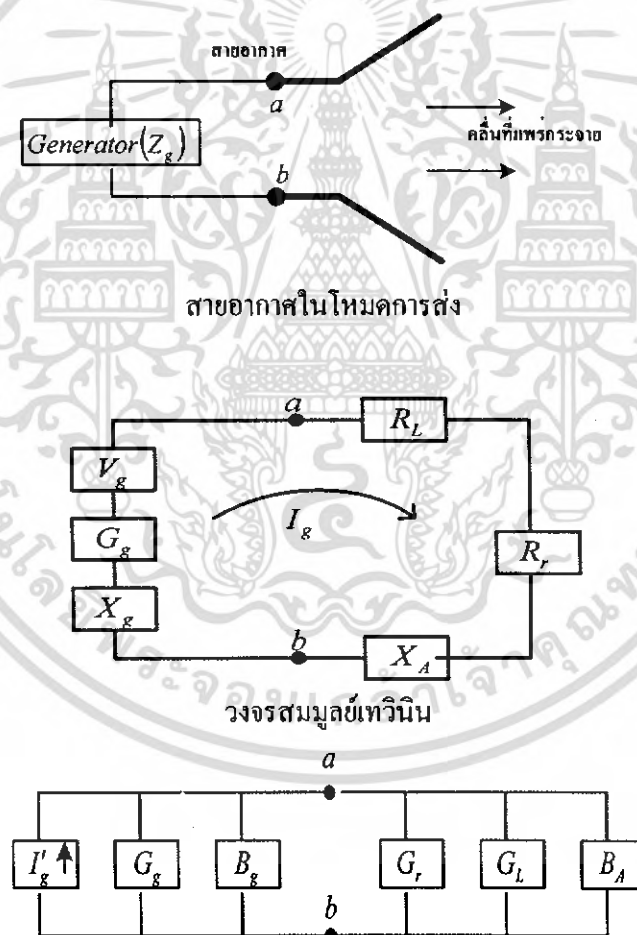 สายอากาศ
a
Generator(Z_g)
คลื่นที่แพร่กระจาย
b
สายอากาศในโหมดการส่ง
a
R_L
V_g
G_g
I_g
R_r
X_g
b
X_A
วงจรสมมูลย์เทวินิน
a
I'_g G_g B_g G_r G_L B_A
b